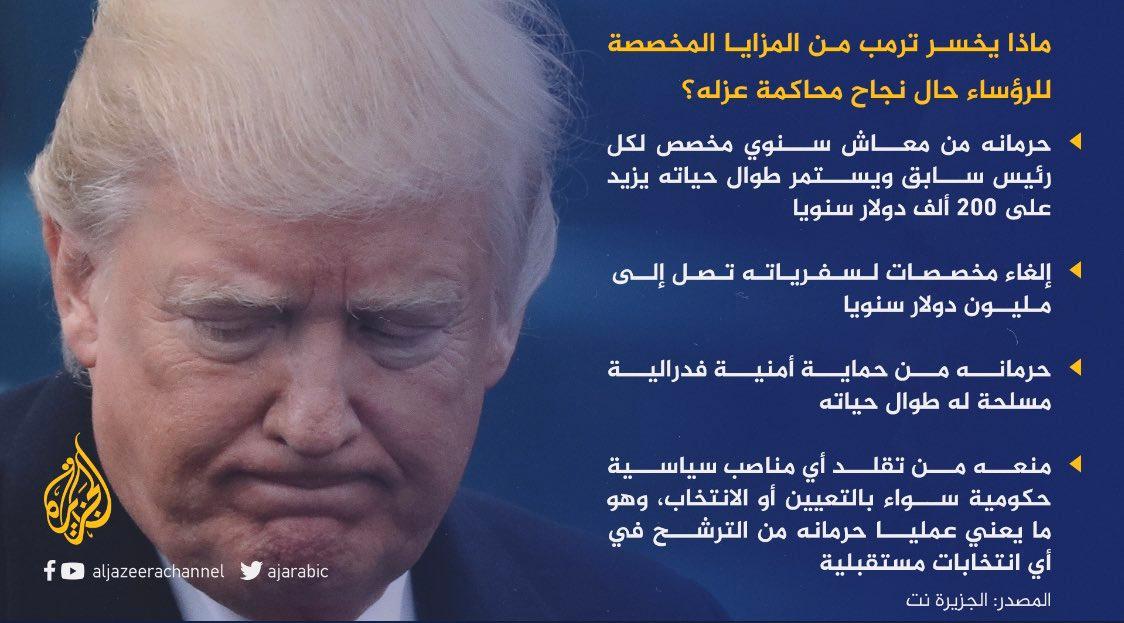 ماذا يخسر ترمب من المزايا المخصصة
للرؤساء حال نجاح محاكمة عزله؟
حرمانه من معاش سنوي مخصص لكل
رئيس سابق ويستمر طوال حياته يزيد
على 200 ألف دولار سنويا
إلغاء مخصصات لسفرياته تصل إلى
مليون دولار سنويا
حرمانه من حماية أمنية فدرالية
مسلحة له طوال حياته
منعه من تقلد أي مناصب سياسية
حكومية سواء بالتعيين أو الانتخاب، وهو
ما يعني عمليا حرمانه من الترشح في
أي انتخابات مستقبلية
المصدر: الجزيرة نت
الجزيرة
aljazeerachannel ajarabic